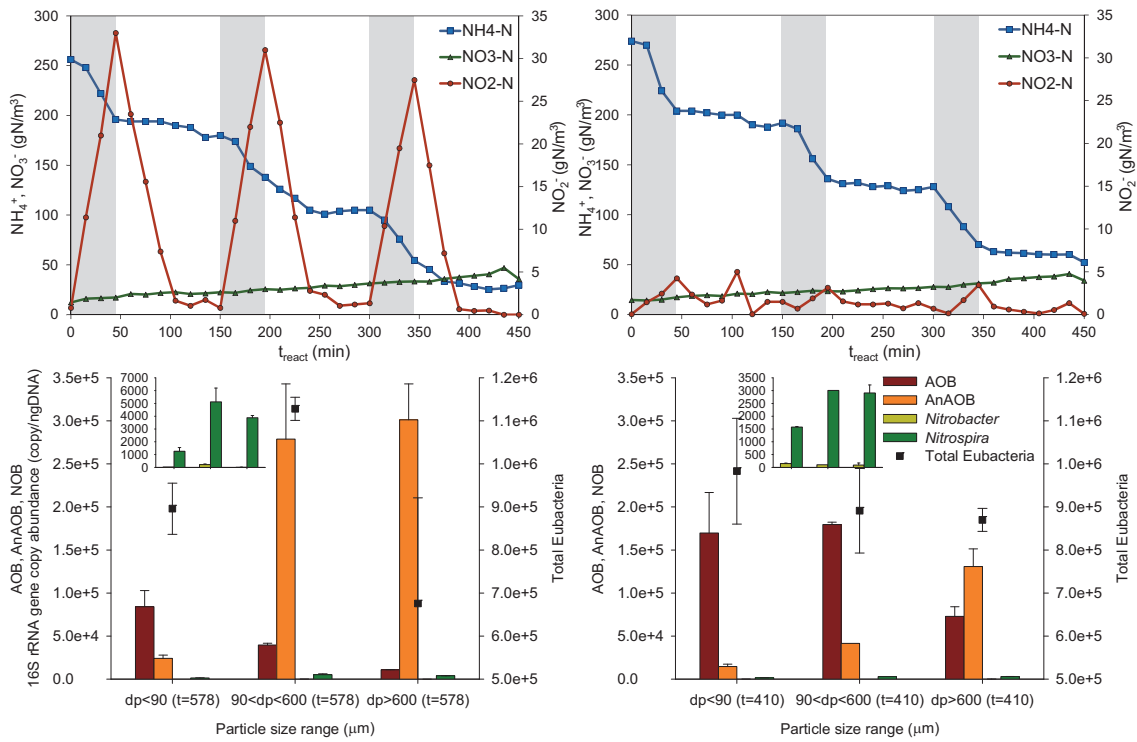 300
250
200
150
100
50
0
NH₄⁺, NO₃⁻ (gN/m³)
35
30
25
20
15
10
5
0
NO₂⁻ (gN/m³)
NH4-N
NO3-N
NO2-N
0 50 100 150 200 250 300 350 400 450
t_react (min)
300
250
200
150
100
50
0
NH₄⁺, NO₃⁻ (gN/m³)
35
30
25
20
15
10
5
0
NO₂⁻ (gN/m³)
NH4-N
NO3-N
NO2-N
0 50 100 150 200 250 300 350 400 450
t_react (min)
AOB, AnAOB, NOB
16S rRNA gene copy abundance (copy/ngDNA)
3.5e+5
3.0e+5
2.5e+5
2.0e+5
1.5e+5
1.0e+5
5.0e+4
0.0
7000
6000
5000
4000
3000
2000
1000
0
1.2e+6
1.1e+6
1.0e+6
9.0e+5
8.0e+5
7.0e+5
6.0e+5
5.0e+5
Total Eubacteria
dp<90 (t=578) 90<dp<600 (t=578) dp>600 (t=578)
Particle size range (μm)
AOB, AnAOB, NOB
3.5e+5
3.0e+5
2.5e+5
2.0e+5
1.5e+5
1.0e+5
5.0e+4
0.0
3500
3000
2500
2000
1500
1000
500
0
AOB
AnAOB
Nitrobacter
Nitrospira
Total Eubacteria
1.2e+6
1.1e+6
1.0e+6
9.0e+5
8.0e+5
7.0e+5
6.0e+5
5.0e+5
Total Eubacteria
dp<90 (t=410) 90<dp<600 (t=410) dp>600 (t=410)
Particle size range (μm)